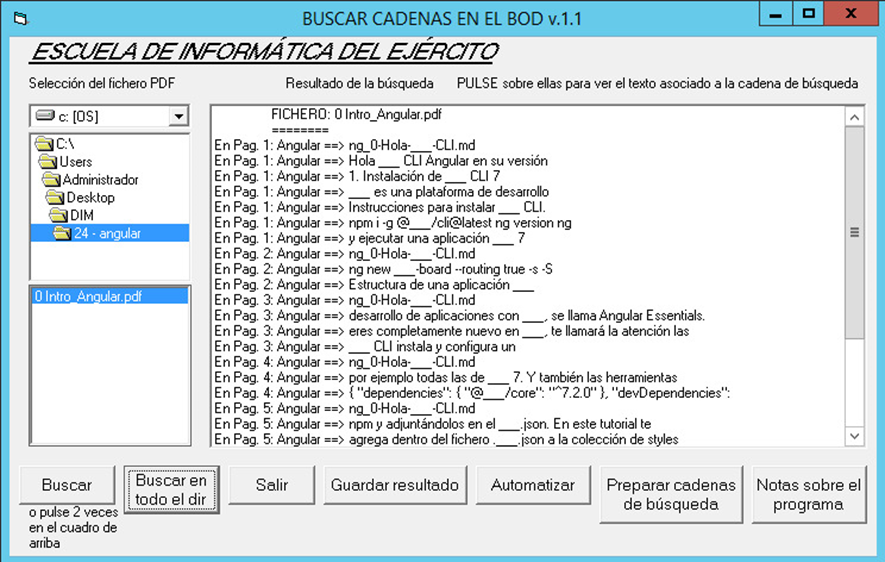 BUSCAR CADENAS EN EL BOD v.1.1
ESCUELA DE INFORMÁTICA DEL EJÉRCITO
Selección del fichero PDF
Resultado de la búsqueda
PULSE sobre ellas para ver el texto asociado a la cadena de búsqueda
c: [OS]
C:\
Users
Administrador
Desktop
DIM
24 - angular
0 Intro_Angular.pdf
FICHERO: 0 Intro_Angular.pdf
========
En Pag. 1: Angular ==> ng_0-Hola-___-CLI.md
En Pag. 1: Angular ==> Hola ___ CLI Angular en su versión
En Pag. 1: Angular ==> 1. Instalación de ___ CLI 7
En Pag. 1: Angular ==> ___ es una plataforma de desarrollo
En Pag. 1: Angular ==> Instrucciones para instalar ___ CLI.
En Pag. 1: Angular ==> npm i -g @___/cli@latest ng version ng
En Pag. 1: Angular ==> y ejecutar una aplicación ___ 7
En Pag. 2: Angular ==> ng_0-Hola-___-CLI.md
En Pag. 2: Angular ==> ng new ___-board --routing true -s -S
En Pag. 2: Angular ==> Estructura de una aplicación ___
En Pag. 3: Angular ==> ng_0-Hola-___-CLI.md
En Pag. 3: Angular ==> desarrollo de aplicaciones con ___, se llama Angular Essentials.
En Pag. 3: Angular ==> eres completamente nuevo en ___, te llamará la atención las
En Pag. 3: Angular ==> ___ CLI instala y configura un
En Pag. 4: Angular ==> ng_0-Hola-___-CLI.md
En Pag. 4: Angular ==> por ejemplo todas las de ___ 7. Y también las herramientas
En Pag. 4: Angular ==> { "dependencies": { "@___/core": "^7.2.0" }, "devDependencies":
En Pag. 5: Angular ==> ng_0-Hola-___-CLI.md
En Pag. 5: Angular ==> npm y adjuntándolos en el ___.json. En este tutorial te
En Pag. 5: Angular ==> agrega dentro del fichero .___.json a la colección de styles
Buscar
Buscar en
todo el dir
Salir
Guardar resultado
Automatizar
Preparar cadenas
de búsqueda
Notas sobre el
programa
o pulse 2 veces
en el cuadro de
arriba